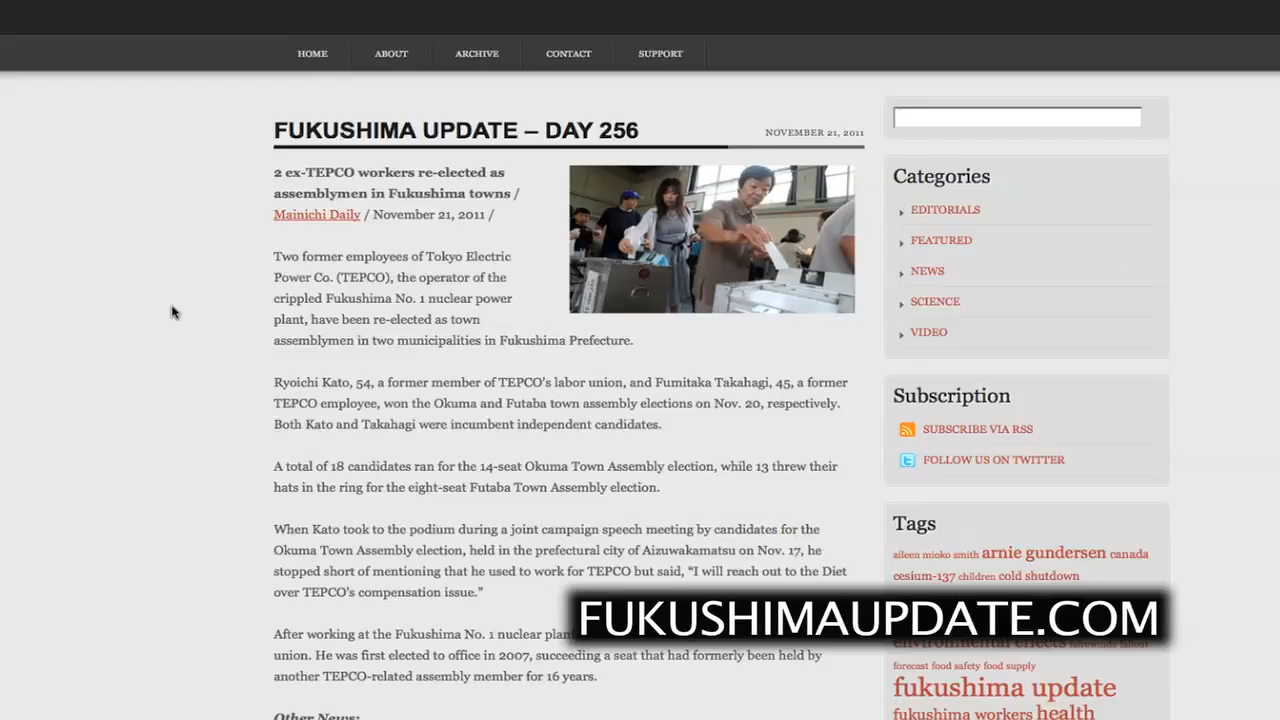 HOME ABOUT ARCHIVE CONTACT SUPPORT
FUKUSHIMA UPDATE – DAY 256
NOVEMBER 21, 2011
2 ex-TEPCO workers re-elected as
assemblymen in Fukushima towns /
Mainichi Daily / November 21, 2011 /
Two former employees of Tokyo Electric
Power Co. (TEPCO), the operator of the
crippled Fukushima No. 1 nuclear power
plant, have been re-elected as town
assemblymen in two municipalities in Fukushima Prefecture.
Ryoichi Kato, 54, a former member of TEPCO's labor union, and Fumitaka Takahagi, 45, a former
TEPCO employee, won the Okuma and Futaba town assembly elections on Nov. 20, respectively.
Both Kato and Takahagi were incumbent independent candidates.
A total of 18 candidates ran for the 14-seat Okuma Town Assembly election, while 13 threw their
hats in the ring for the eight-seat Futaba Town Assembly election.
When Kato took to the podium during a joint campaign speech meeting by candidates for the
Okuma Town Assembly election, held in the prefectural city of Aizuwakamatsu on Nov. 17, he
stopped short of mentioning that he used to work for TEPCO but said, “I will reach out to the Diet
over TEPCO's compensation issue.”
After working at the Fukushima No. 1 nuclear plant
union. He was first elected to office in 2007, succeeding a seat that had formerly been held by
another TEPCO-related assembly member for 16 years.
Other News:
Categories
EDITORIALS
FEATURED
NEWS
SCIENCE
VIDEO
Subscription
SUBSCRIBE VIA RSS
FOLLOW US ON TWITTER
Tags
aileen mioko smith arnie gundersen canada
cesium-137 children cold shutdown
environmental effects fairewinds fallout
forecast food safety food supply
fukushima update
fukushima workers health
FUKUSHIMAUPDATE.COM